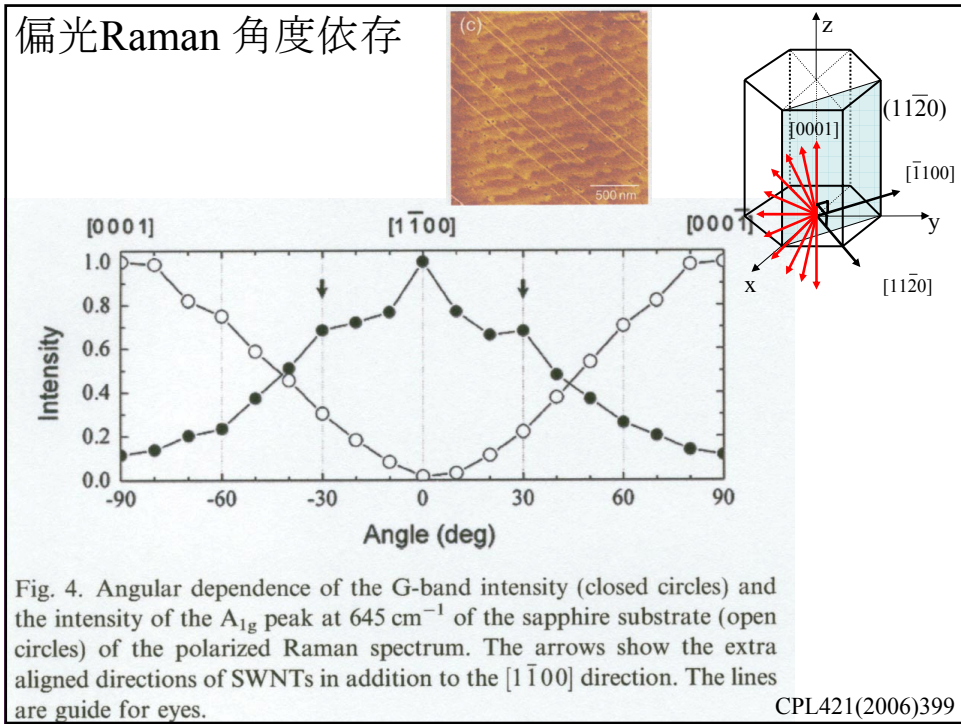 偏光Raman 角度依存
(c)
500 nm
z
(112̅0)
[0001]
[1̅100]
y
x
[112̅0]
[0001]
[11̅00]
[0001̅]
1.0
0.8
0.6
0.4
0.2
0.0
Intensity
-90
-60
-30
0
30
60
90
Angle (deg)
Fig. 4. Angular dependence of the G-band intensity (closed circles) and
the intensity of the A1g peak at 645 cm⁻¹ of the sapphire substrate (open
circles) of the polarized Raman spectrum. The arrows show the extra
aligned directions of SWNTs in addition to the [11̅00] direction. The lines
are guide for eyes.
CPL421(2006)399